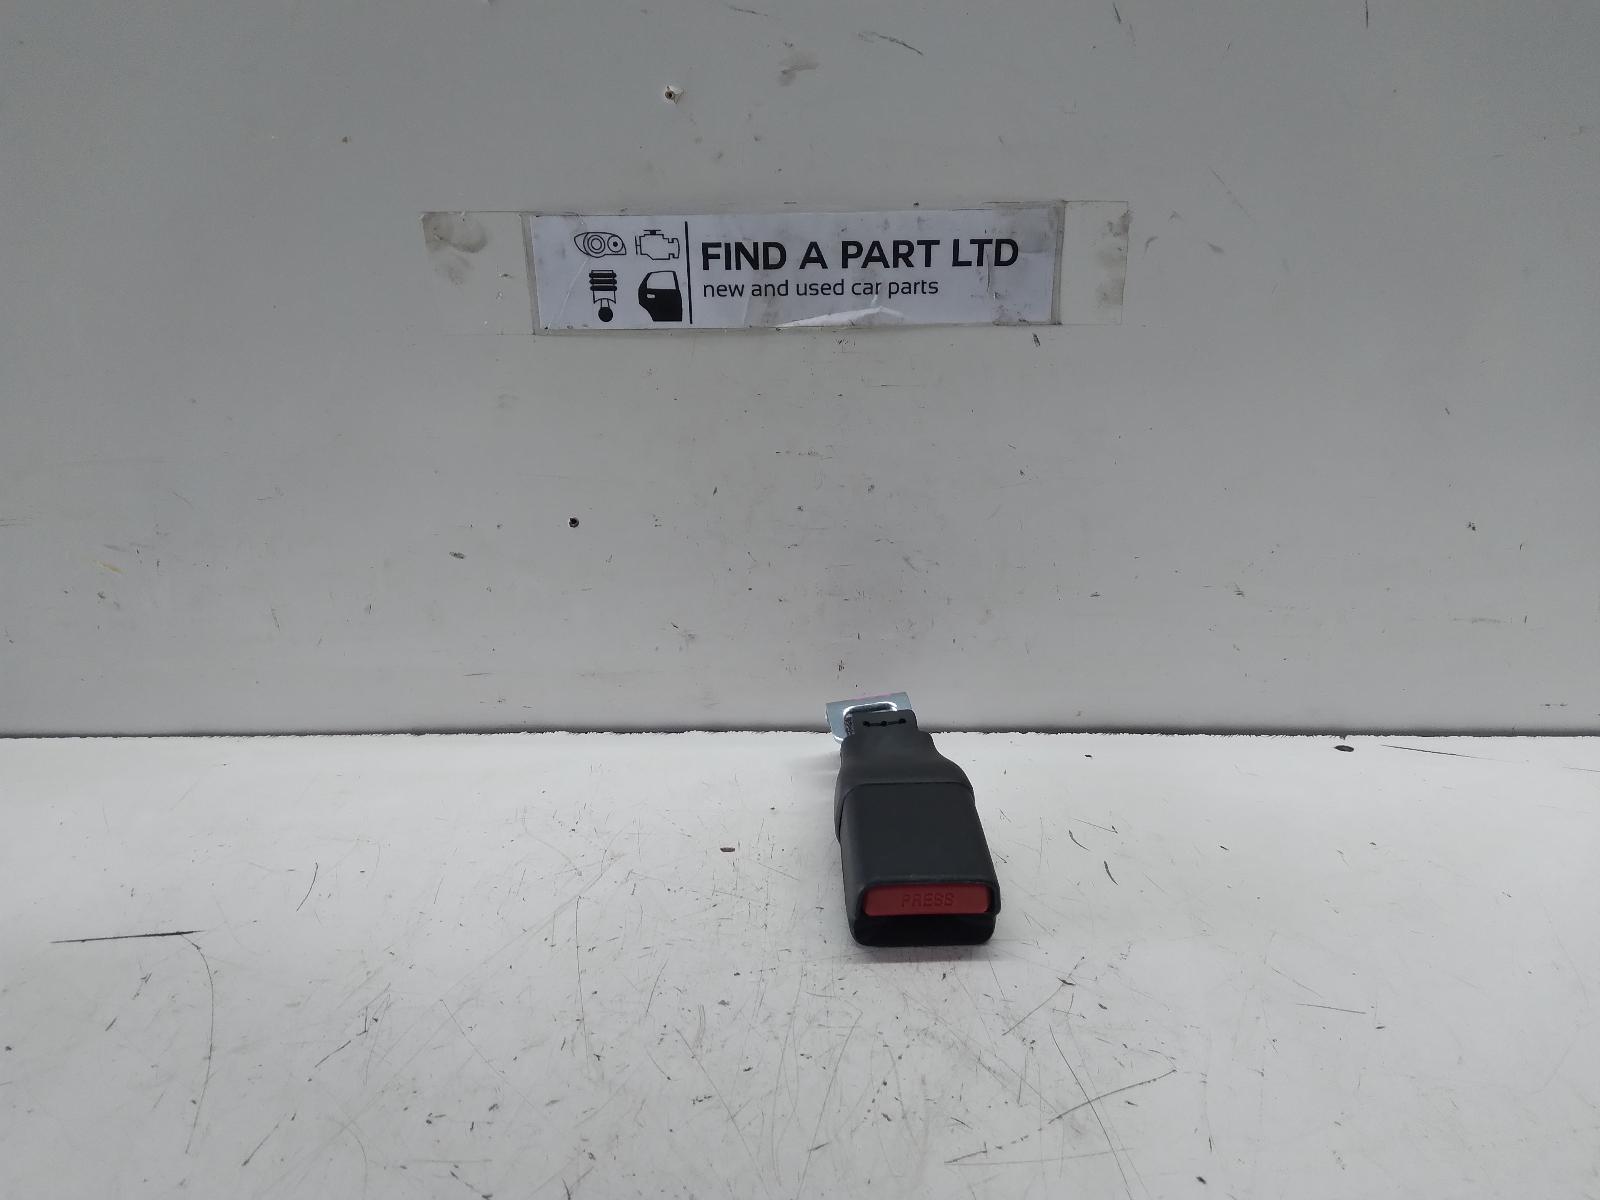 FIND A PART LTD
new and used car parts
PRESS